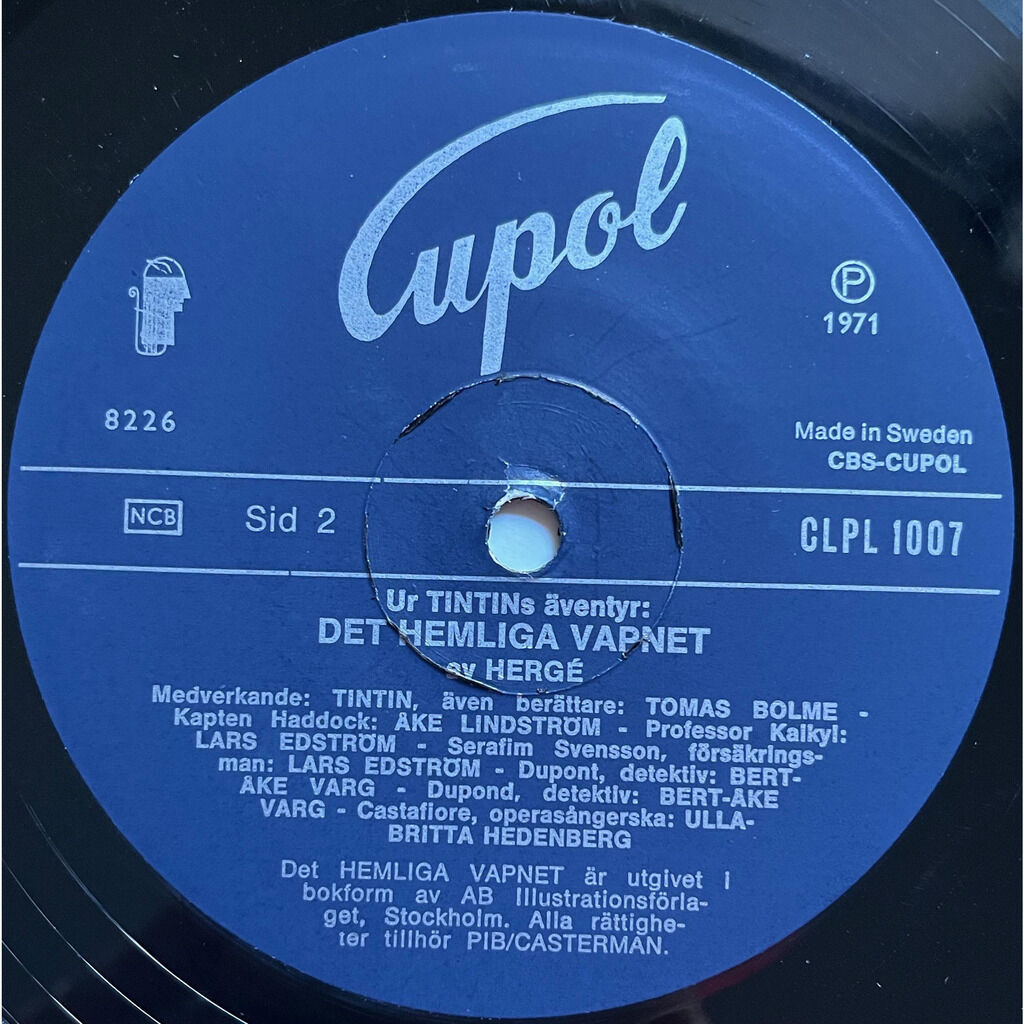 Cupol
℗
1971
8226
Made in Sweden
CBS-CUPOL
NCB
Sid 2
CLPL 1007
Ur TINTINs äventyr:
DET HEMLIGA VAPNET
av HERGÉ
Medverkande: TINTIN, även berättare: TOMAS BOLME -
Kapten Haddock: ÅKE LINDSTRÖM - Professor Kalkyl:
LARS EDSTRÖM - Serafim Svensson, försäkrings-
man: LARS EDSTRÖM - Dupont, detektiv: BERT-
ÅKE VARG - Dupond, detektiv: BERT-ÅKE
VARG - Castafiore, operasångerska: ULLA-
BRITTA HEDENBERG
Det HEMLIGA VAPNET är utgivet i
bokform av AB Illustrationsförla-
get, Stockholm. Alla rättighe-
ter tillhör PIB/CASTERMAN.